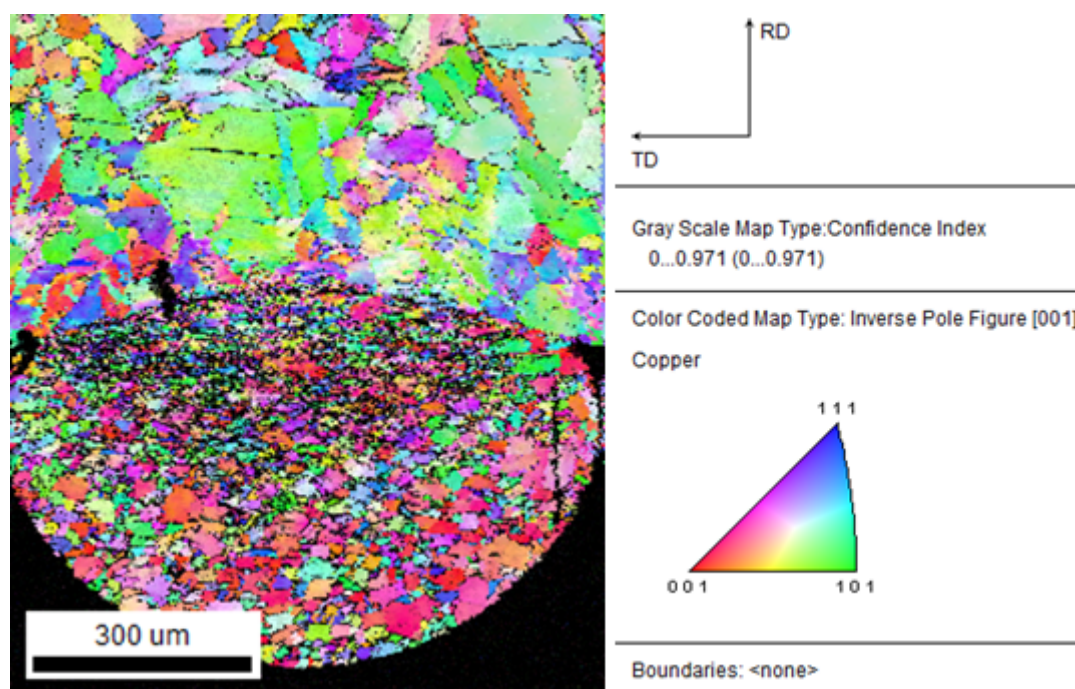 RD
TD
Gray Scale Map Type:Confidence Index
0...0.971 (0...0.971)
Color Coded Map Type: Inverse Pole Figure [001]
Copper
1 1 1
0 0 1
1 0 1
300 um
Boundaries: <none>